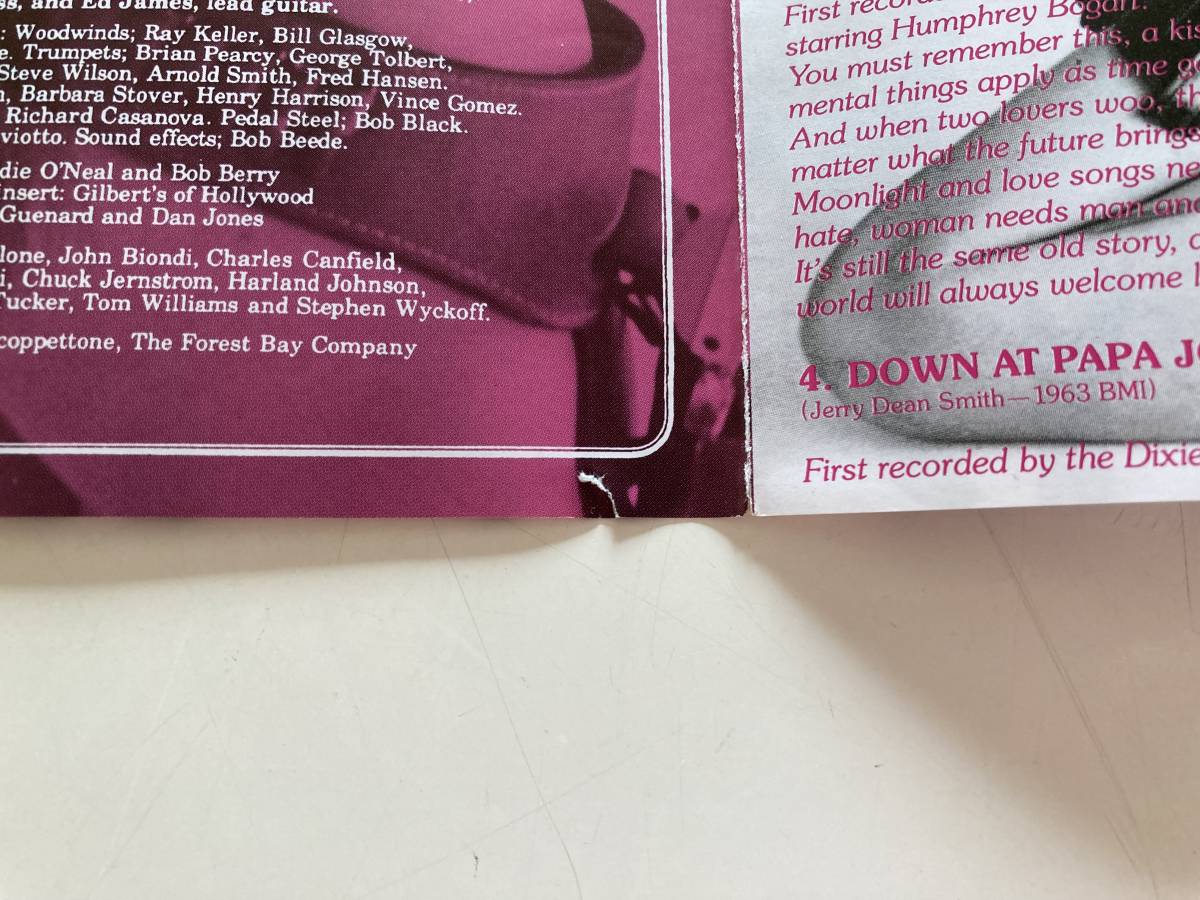 and Ed James, lead guitar.
: Woodwinds; Ray Keller, Bill Glasgow,
e. Trumpets; Brian Pearcy, George Tolbert,
Steve Wilson, Arnold Smith, Fred Hansen.
, Barbara Stover, Henry Harrison, Vince Gomez.
Richard Casanova. Pedal Steel; Bob Black.
viotto. Sound effects; Bob Beede.
die O'Neal and Bob Berry
insert: Gilbert's of Hollywood
Guenard and Dan Jones
lone, John Biondi, Charles Canfield,
i, Chuck Jernstrom, Harland Johnson,
Tucker, Tom Williams and Stephen Wyckoff.
coppettone, The Forest Bay Company
First
starring Humphrey Bogart.
You must remember this, a
mental things apply as time
And when two lovers woo,
matter what the future brings
Moonlight and love songs
hate, woman needs man and
It's still the same old story,
world will always welcome
4. DOWN AT PAPA
(Jerry Dean Smith—1963 BMI)
First recorded by the Dixie